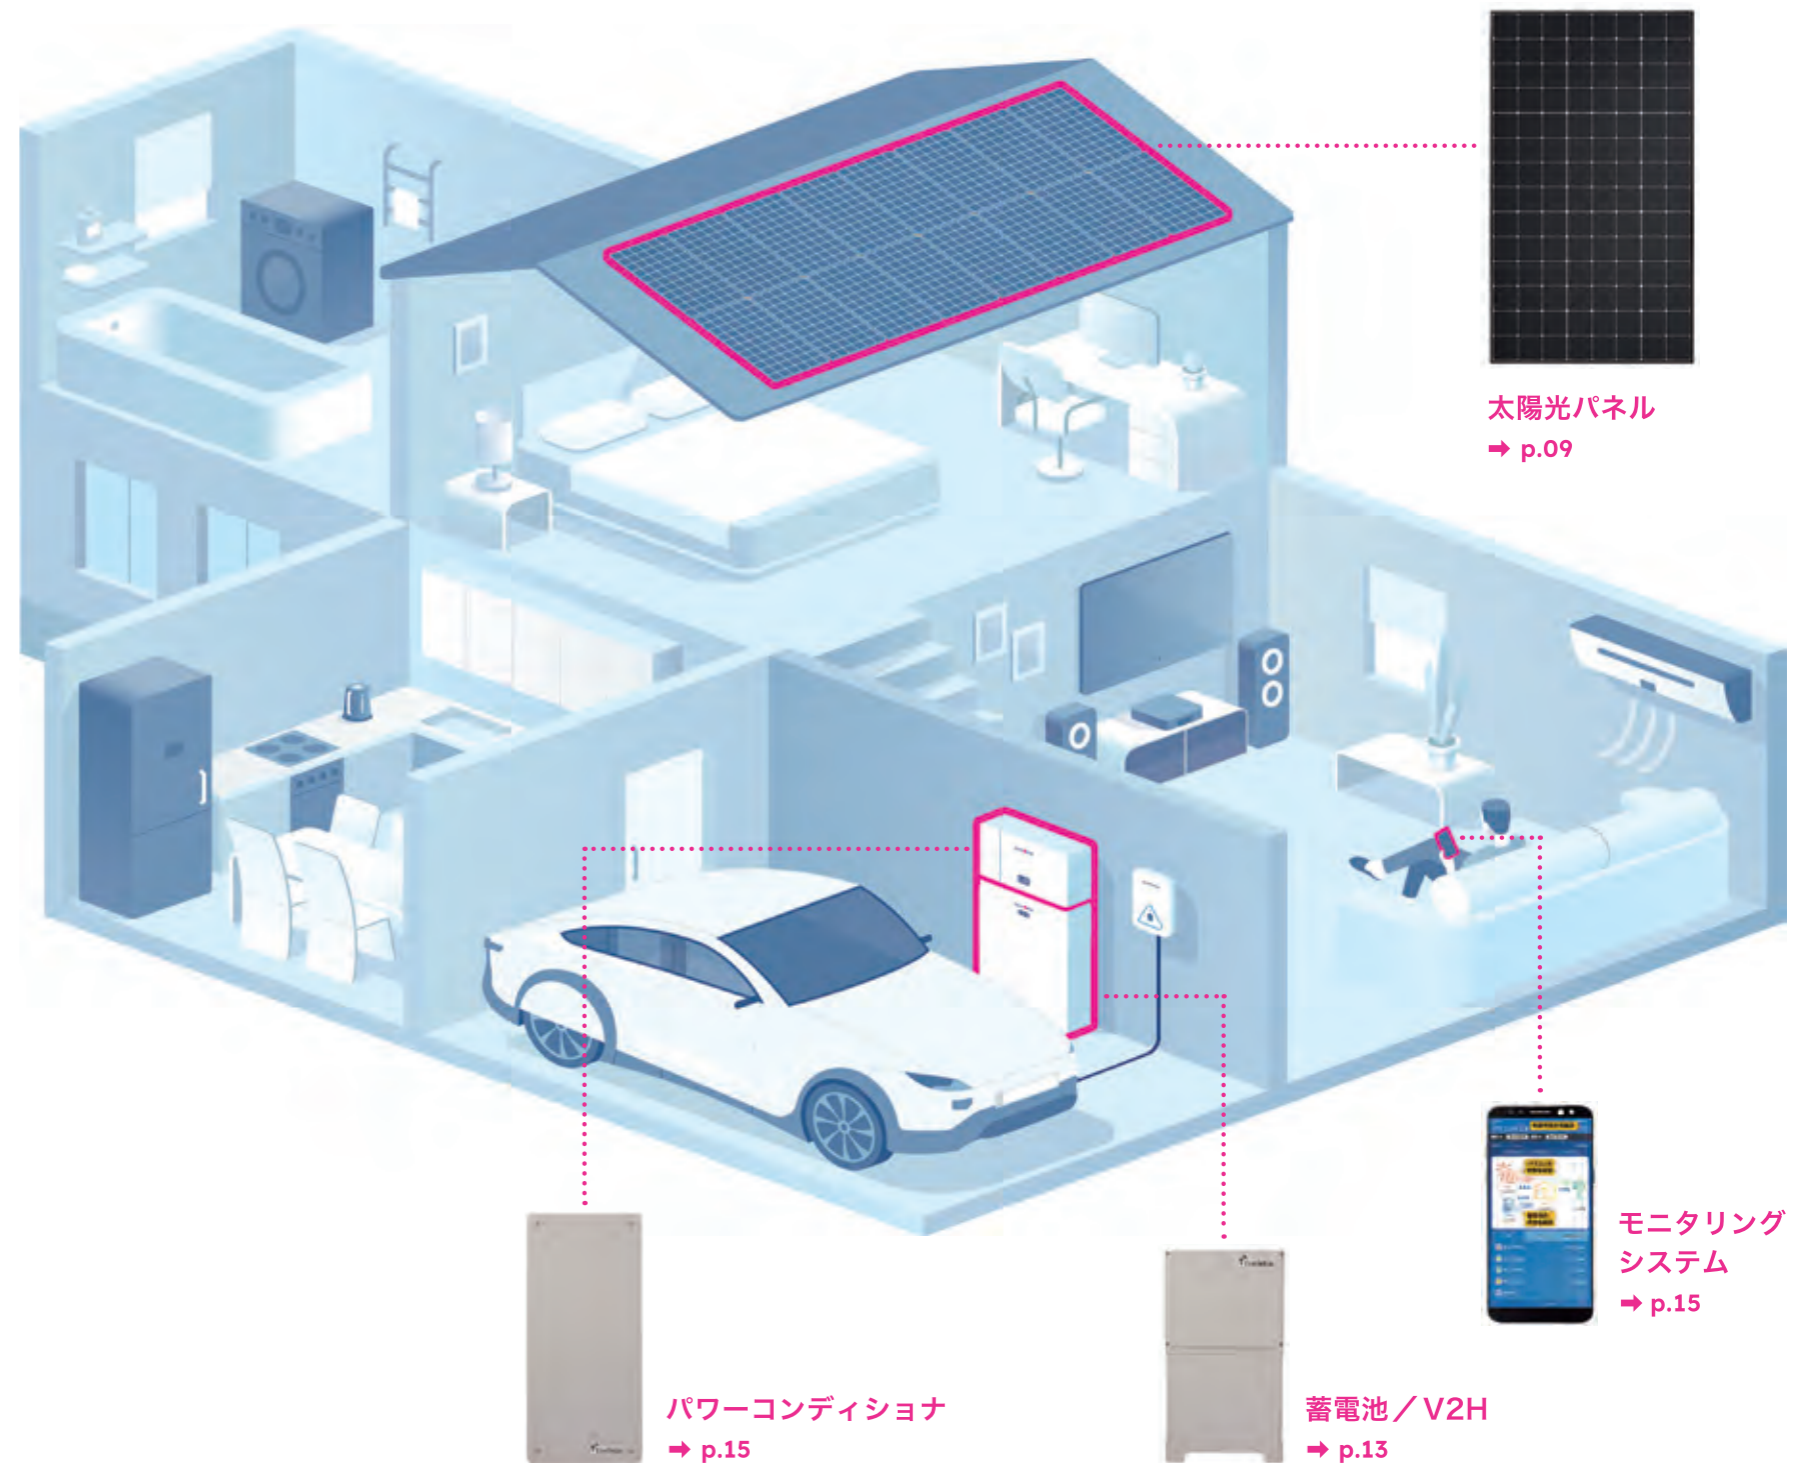 太陽光パネル
➡ p.09
モニタリング
システム
➡ p.15
パワーコンディショナ
➡ p.15
蓄電池／V2H
➡ p.13